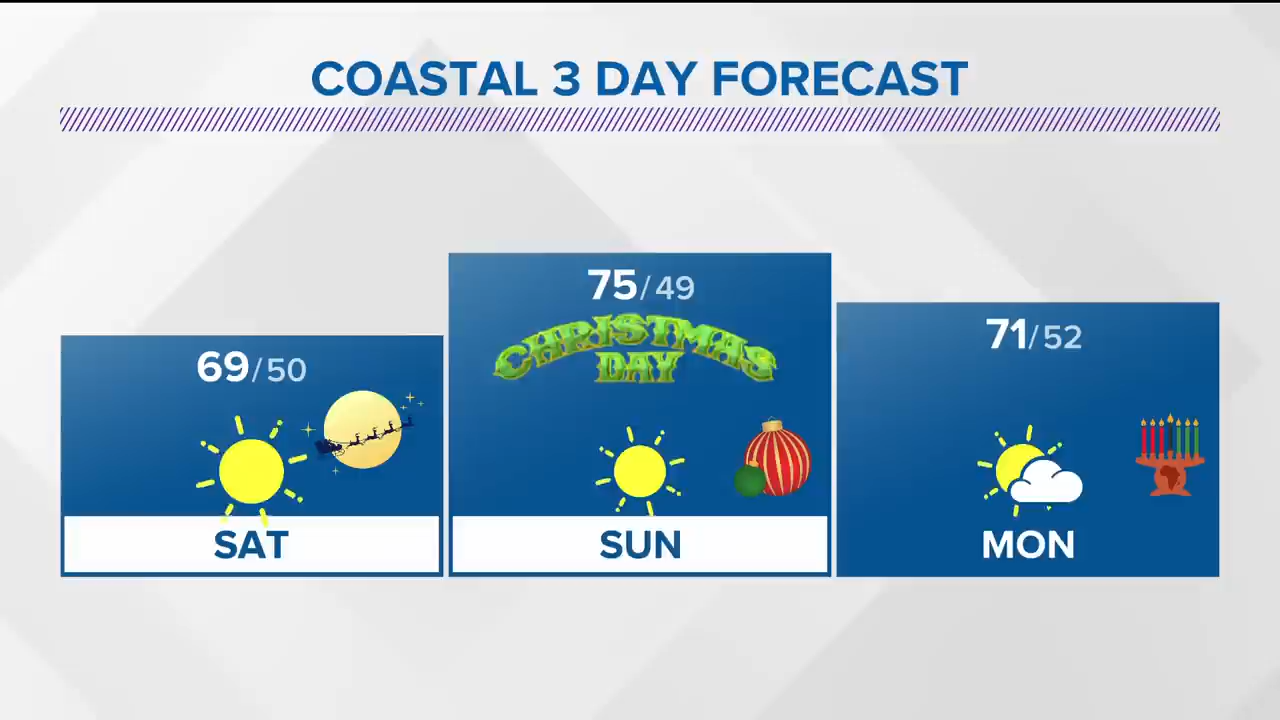 COASTAL 3 DAY FORECAST
69/50
SAT
75/49
CHRISTMAS
DAY
SUN
71/52
MON